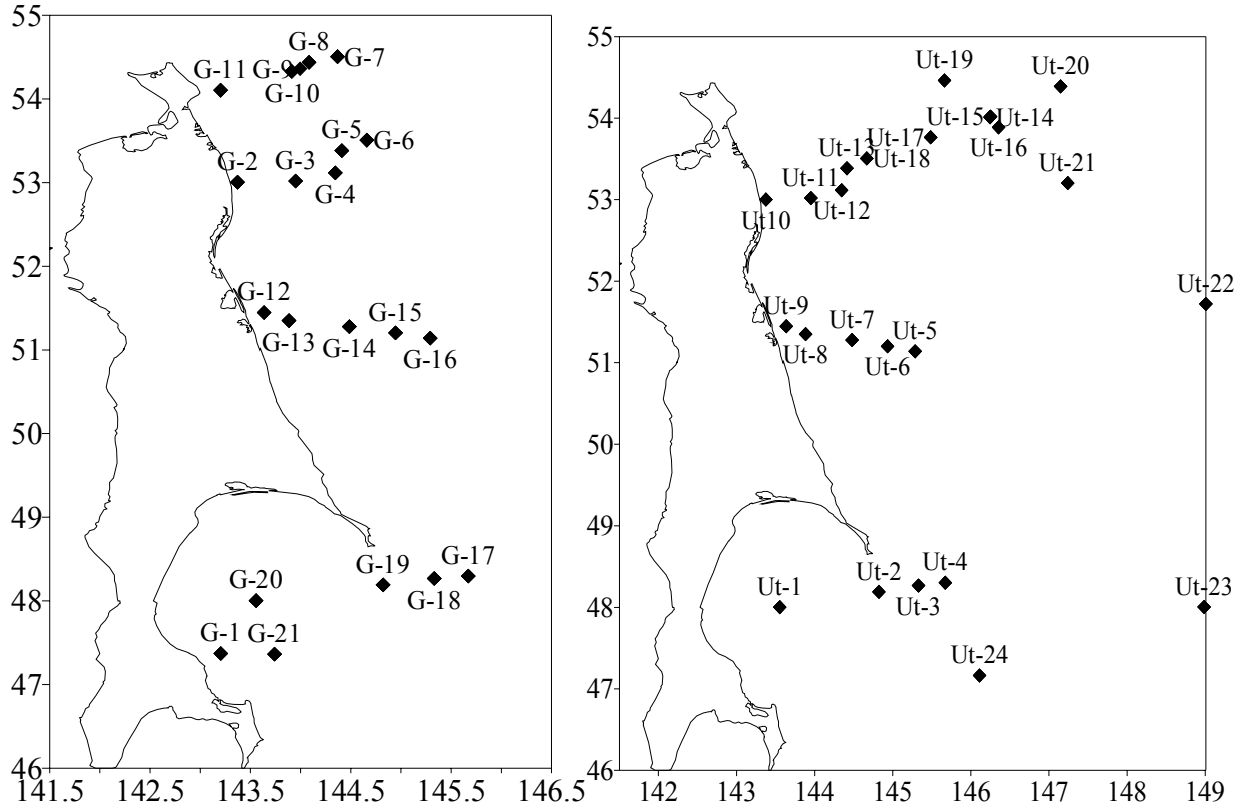 55
54
53
52
51
50
49
48
47
46
141.5
142.5
143.5
144.5
145.5
146.5
G-8
G-7
G-9
G-11
G-10
G-5
G-6
G-2
G-3
G-4
G-12
G-15
G-13
G-14
G-16
G-19
G-17
G-18
G-20
G-1
G-21
55
54
53
52
51
50
49
48
47
46
142
143
144
145
146
147
148
149
Ut-19
Ut-20
Ut-15
Ut-14
Ut-17
Ut-13
Ut-18
Ut-16
Ut-21
Ut-11
Ut10
Ut-12
Ut-22
Ut-9
Ut-7
Ut-5
Ut-8
Ut-6
Ut-4
Ut-2
Ut-1
Ut-3
Ut-23
Ut-24